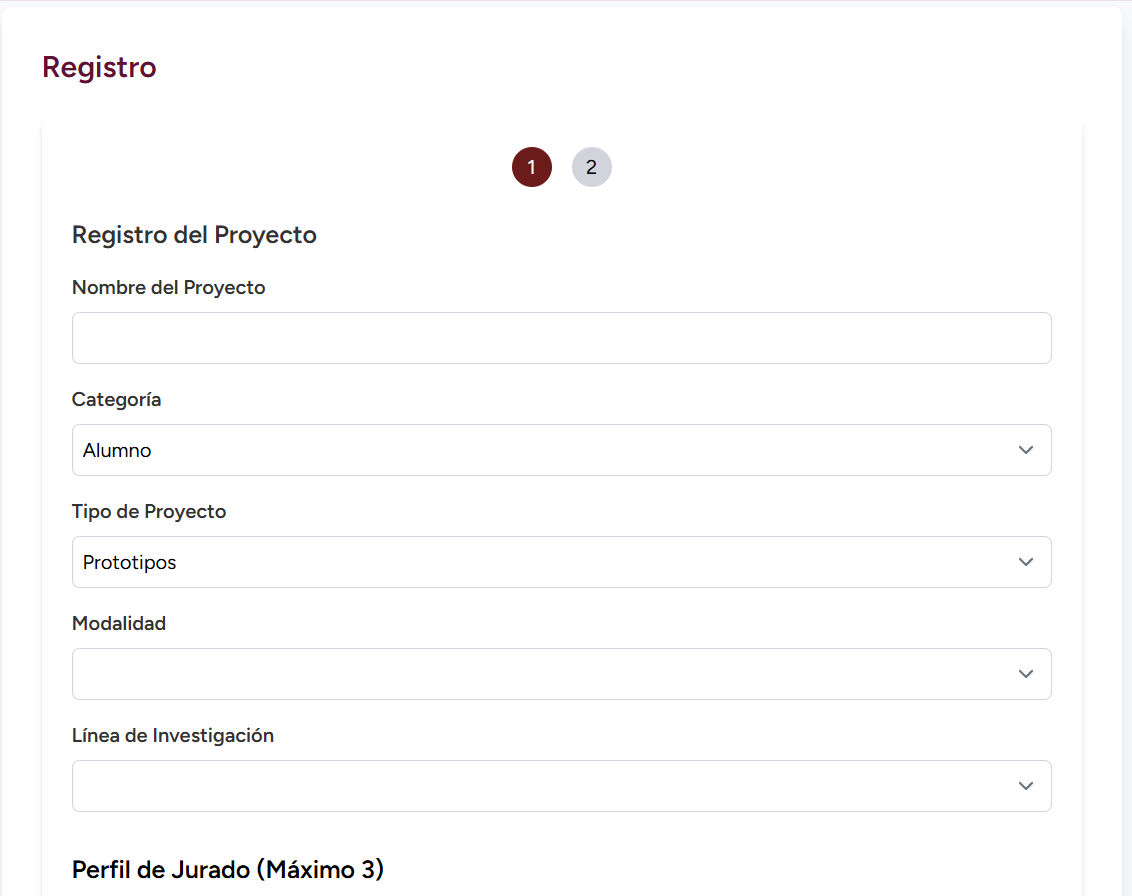 Registro
1 2
Registro del Proyecto
Nombre del Proyecto
Categoría
Alumno
Tipo de Proyecto
Prototipos
Modalidad
Línea de Investigación
Perfil de Jurado (Máximo 3)